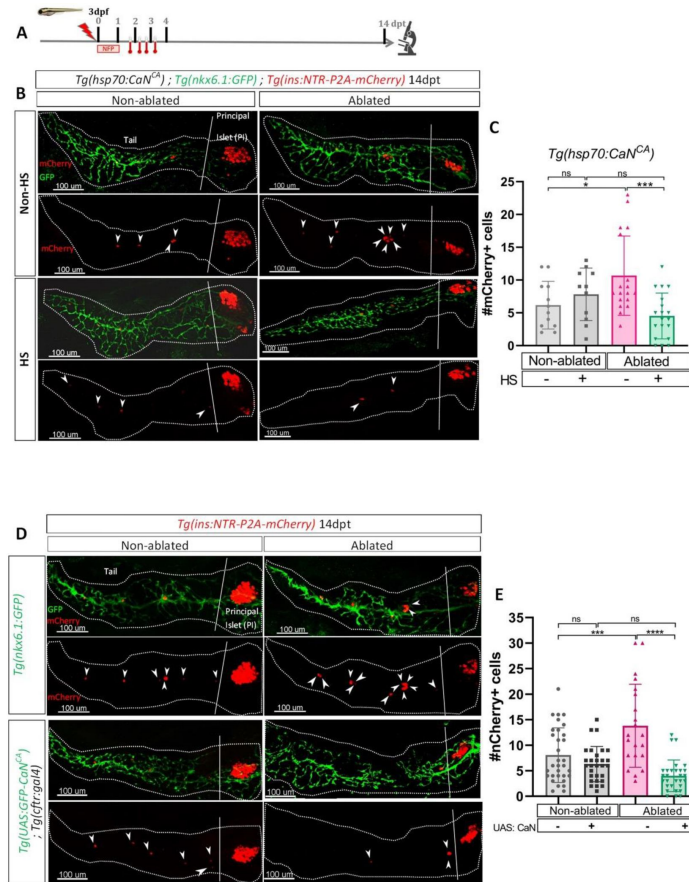 3dpf
0 1 2 3 4 14 dpt
A
NFP
Tg(hsp70:CaN^CA) ; Tg(nkx6.1:GFP) ; Tg(ins:NTR-P2A-mCherry) 14dpt
B
Non-ablated Ablated
Non-HS
Tail
Principal
Islet (PI)
mCherry
GFP
100 um 100 um
mCherry
100 um 100 um
HS
100 um 100 um
100 um 100 um
C
Tg(hsp70:CaN^CA)
ns ns
* ***
#mCherry+ cells
25
20
15
10
5
0
Non-ablated Ablated
HS - + - +
D
Tg(ins:NTR-P2A-mCherry) 14dpt
Non-ablated Ablated
Tg(nkx6.1:GFP)
Tail
GFP
mCherry
Principal
Islet (PI)
100 um 100 um
mCherry
100 um 100 um
Tg(UAS:GFP-CaN^CA)
; Tg(cftr:gal4)
100 um 100 um
100 um 100 um
E
ns ns
*** ****
#nCherry+ cells
40
35
30
25
20
15
10
5
0
Non-ablated Ablated
UAS: CaN - + - +